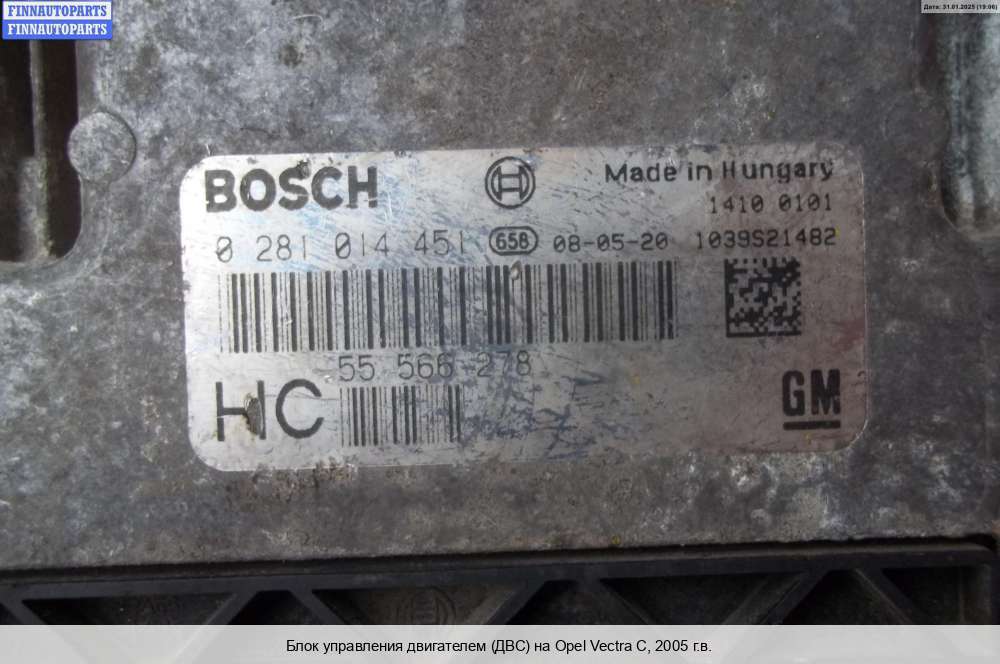 FINNAUTOPARTS
FINNAUTOPARTS
Дата: 31.01.2025 (19:06)
BOSCH
Made in Hungary
1410 0101
0 281 014 451 658 08-05-20 1039S21482
55 566 278
HC
GM
Блок управления двигателем (ДВС) на Opel Vectra C, 2005 г.в.